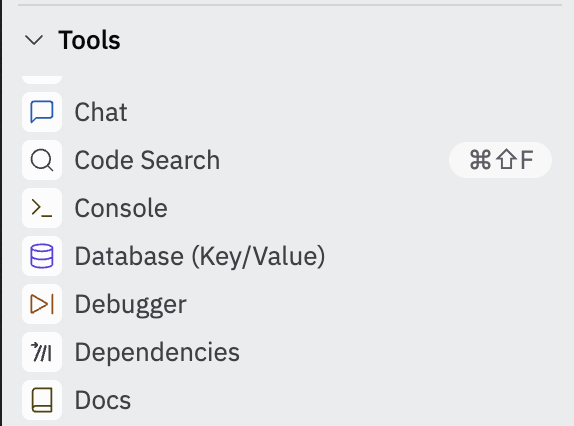 Tools
Chat
Code Search ⌘⇧F
Console
Database (Key/Value)
Debugger
Dependencies
Docs